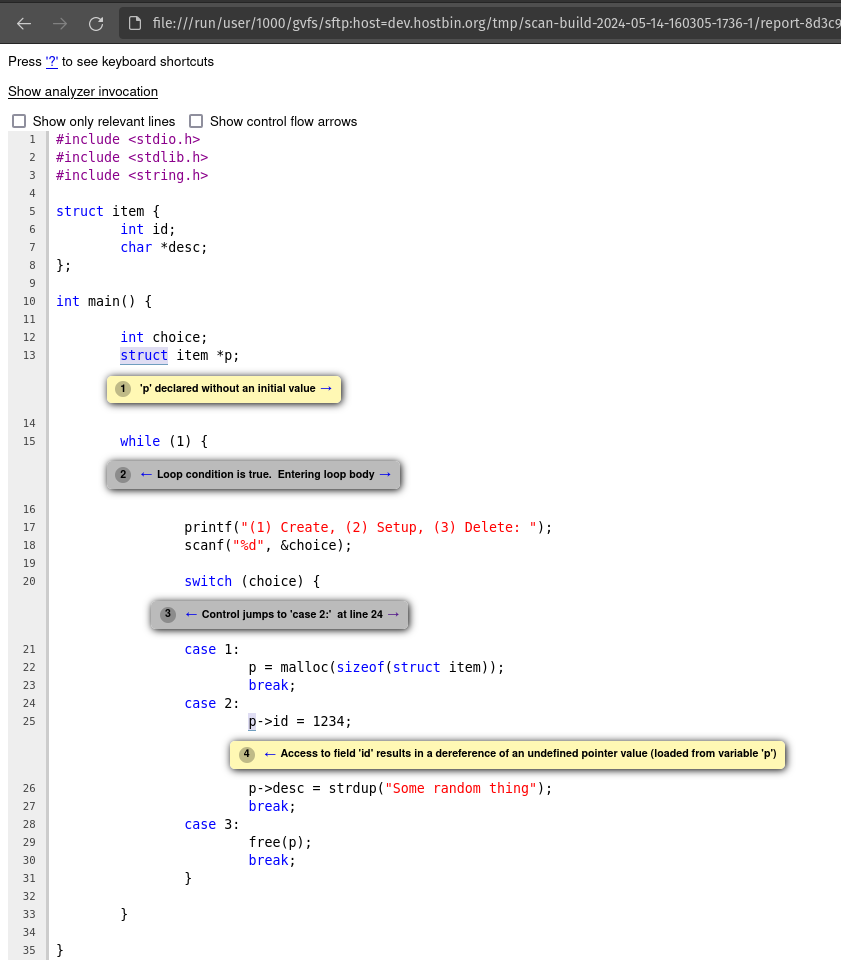 file:///run/user/1000/gvfs/sftp:host=dev.hostbin.org/tmp/scan-build-2024-05-14-160305-1736-1/report-8d3c9
Press '?' to see keyboard shortcuts
Show analyzer invocation
Show only relevant lines Show control flow arrows
1 #include <stdio.h>
2 #include <stdlib.h>
3 #include <string.h>
4
5 struct item {
6 int id;
7 char *desc;
8 };
9
10 int main() {
11
12 int choice;
13 struct item *p;
1 'p' declared without an initial value →
14
15 while (1) {
2 ← Loop condition is true. Entering loop body →
16
17 printf("(1) Create, (2) Setup, (3) Delete: ");
18 scanf("%d", &choice);
19
20 switch (choice) {
3 ← Control jumps to 'case 2:' at line 24 →
21 case 1:
22 p = malloc(sizeof(struct item));
23 break;
24 case 2:
25 p->id = 1234;
4 ← Access to field 'id' results in a dereference of an undefined pointer value (loaded from variable 'p')
26 p->desc = strdup("Some random thing");
27 break;
28 case 3:
29 free(p);
30 break;
31 }
32
33 }
34
35 }